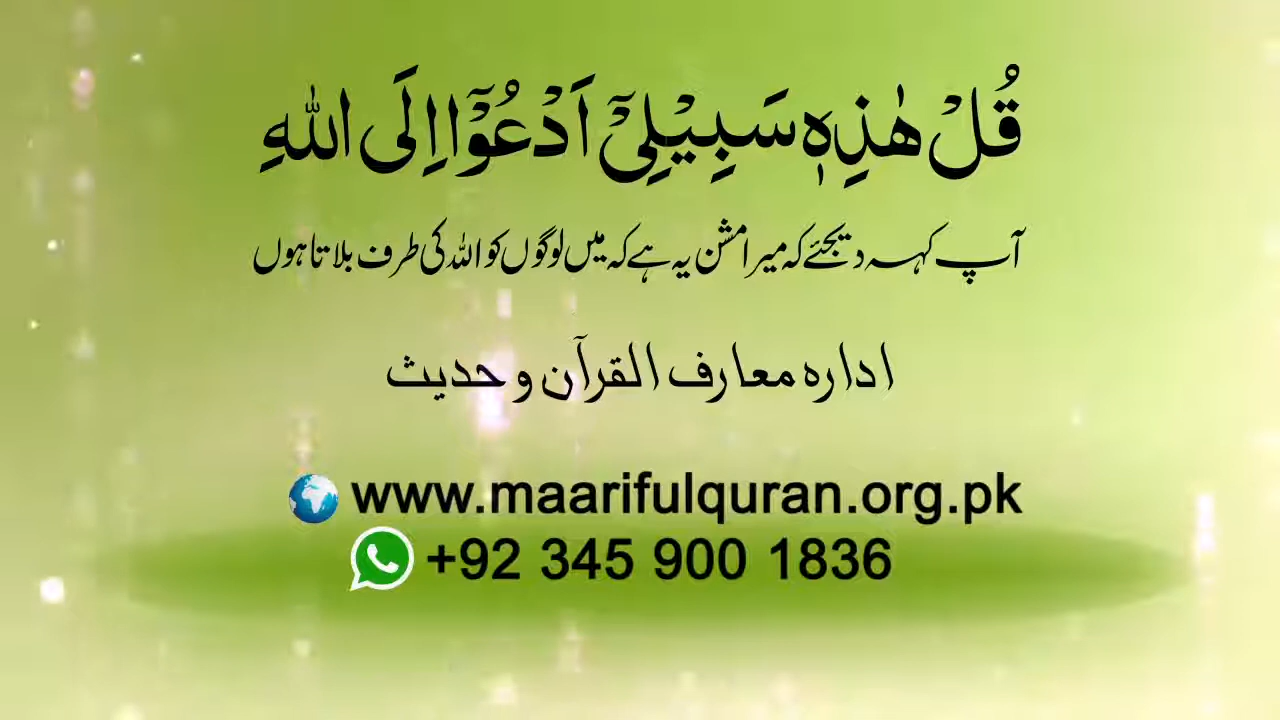 قُلْ هٰذِهٖ سَبِيْلِىْٓ اَدْعُوْٓا اِلَى اللّٰهِ
آپ کہہ دیجئے کہ میرا مشن یہ ہے کہ میں لوگوں کو اللہ کی طرف بلاتا ہوں
ادارہ معارف القرآن و حدیث
www.maarifulquran.org.pk
+92 345 900 1836